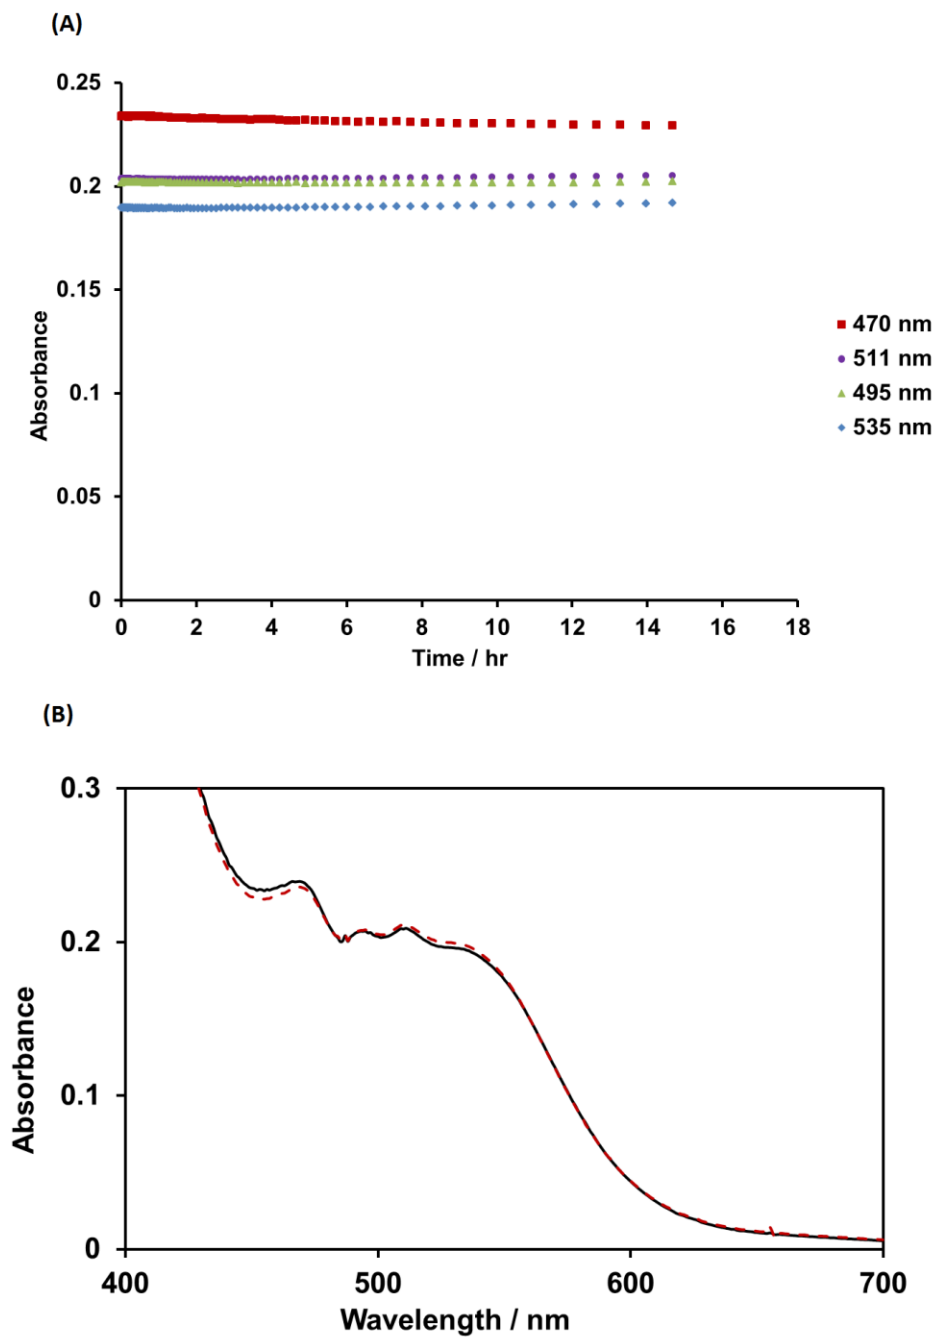 (A)
0.25
0.2
0.15
0.1
0.05
0
Absorbance
0 2 4 6 8 10 12 14 16 18
Time / hr
470 nm
511 nm
495 nm
535 nm
(B)
0.3
0.2
0.1
0
Absorbance
400 500 600 700
Wavelength / nm